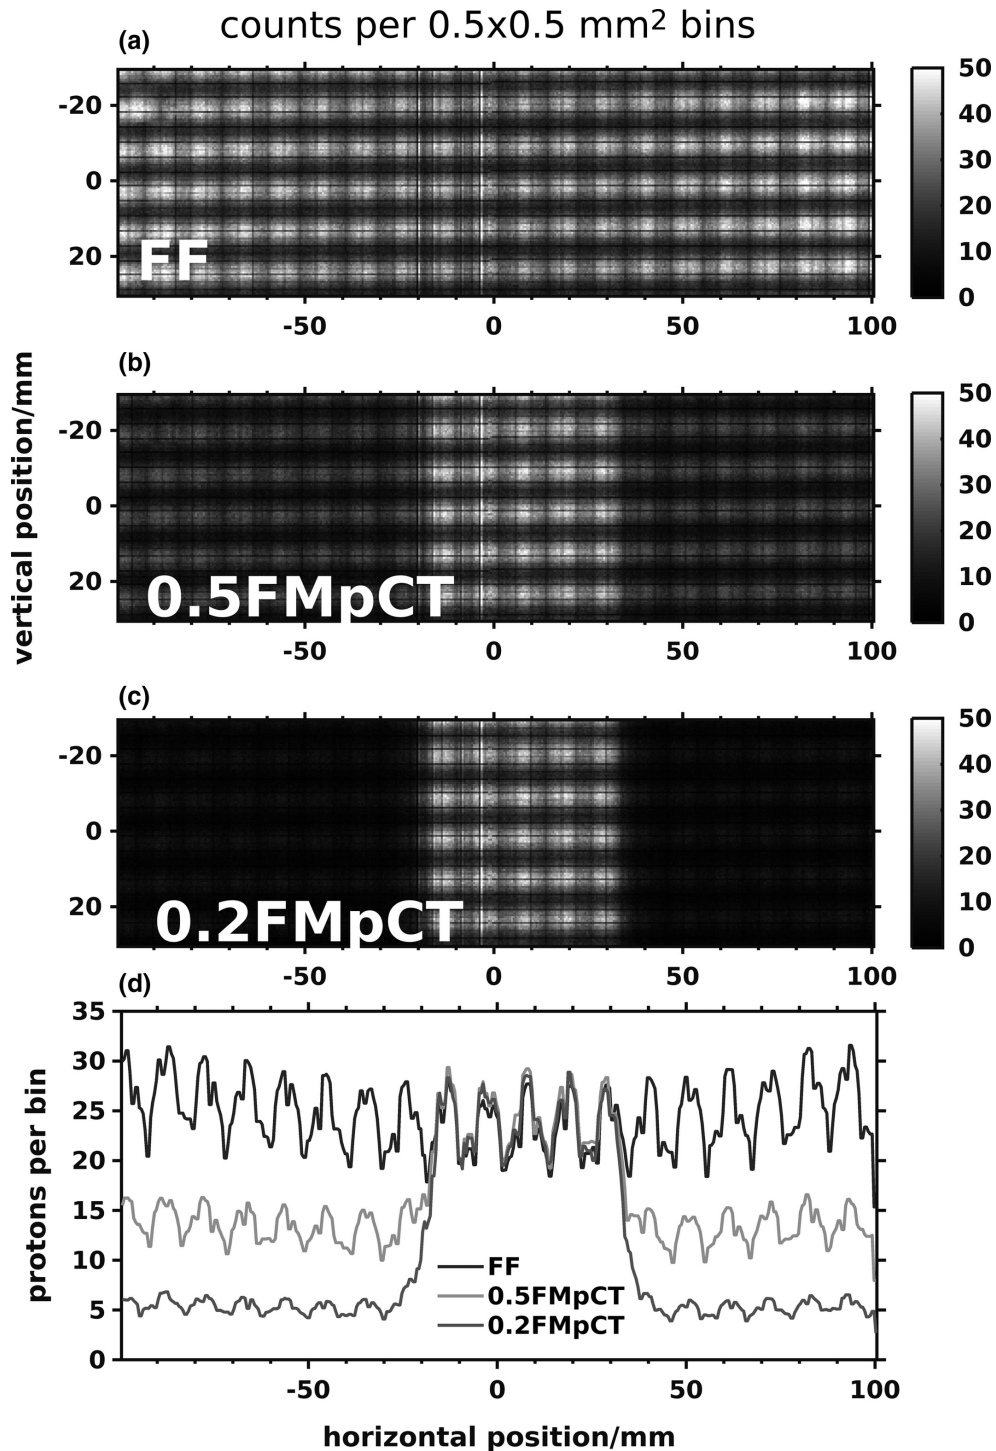 counts per 0.5x0.5 mm2 bins
(a)
-20
0
20
FF
-50 0 50 100
50
40
30
20
10
0
(b)
-20
0
20
0.5FMpCT
-50 0 50 100
50
40
30
20
10
0
vertical position/mm
(c)
-20
0
20
0.2FMpCT
-50 0 50 100
50
40
30
20
10
0
(d)
35
30
25
20
15
10
5
0
protons per bin
FF
0.5FMpCT
0.2FMpCT
-50 0 50 100
horizontal position/mm